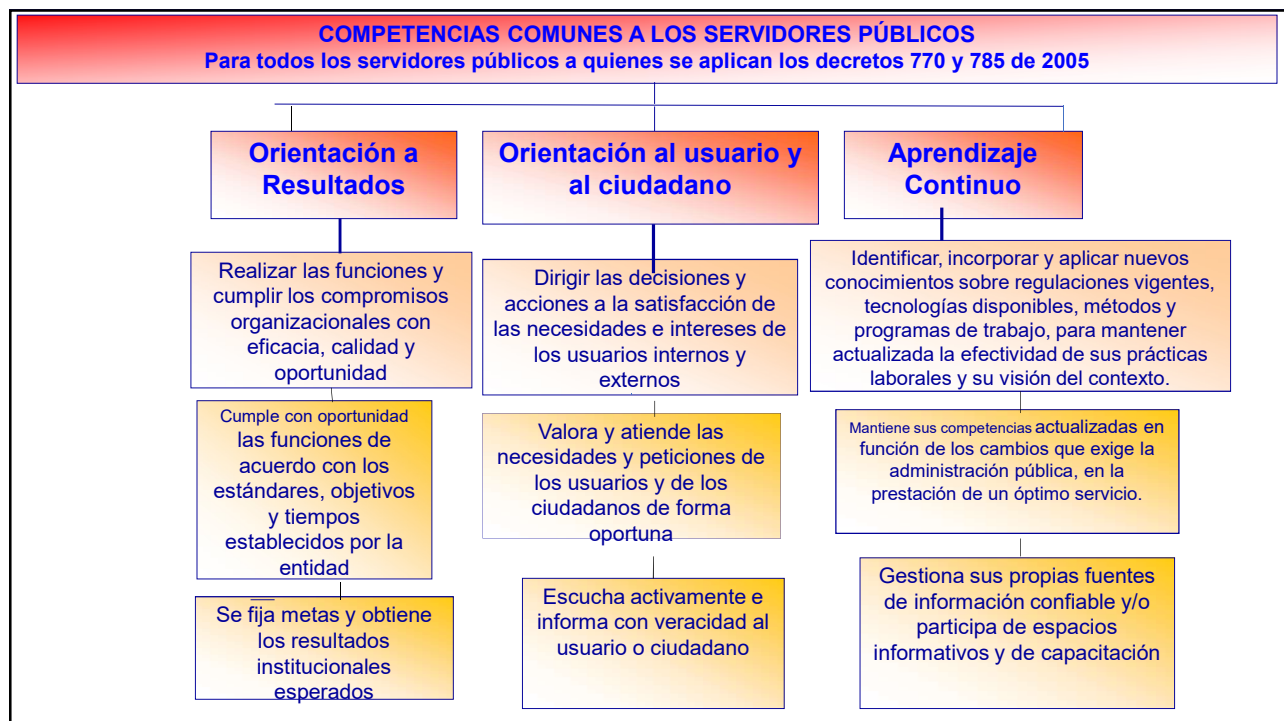 COMPETENCIAS COMUNES A LOS SERVIDORES PÚBLICOS
Para todos los servidores públicos a quienes se aplican los decretos 770 y 785 de 2005
Orientación a
Resultados
Realizar las funciones y
cumplir los compromisos
organizacionales con
eficacia, calidad y
oportunidad
Cumple con oportunidad
las funciones de
acuerdo con los
estándares, objetivos
y tiempos
establecidos por la
entidad
Se fija metas y obtiene
los resultados
institucionales
esperados
Orientación al usuario y
al ciudadano
Dirigir las decisiones y
acciones a la satisfacción de
las necesidades e intereses de
los usuarios internos y
externos
Valora y atiende las
necesidades y peticiones de
los usuarios y de los
ciudadanos de forma
oportuna
Escucha activamente e
informa con veracidad al
usuario o ciudadano
Aprendizaje
Continuo
Identificar, incorporar y aplicar nuevos
conocimientos sobre regulaciones vigentes,
tecnologías disponibles, métodos y
programas de trabajo, para mantener
actualizada la efectividad de sus prácticas
laborales y su visión del contexto.
Mantiene sus competencias actualizadas en
función de los cambios que exige la
administración pública, en la
prestación de un óptimo servicio.
Gestiona sus propias fuentes
de información confiable y/o
participa de espacios
informativos y de capacitación